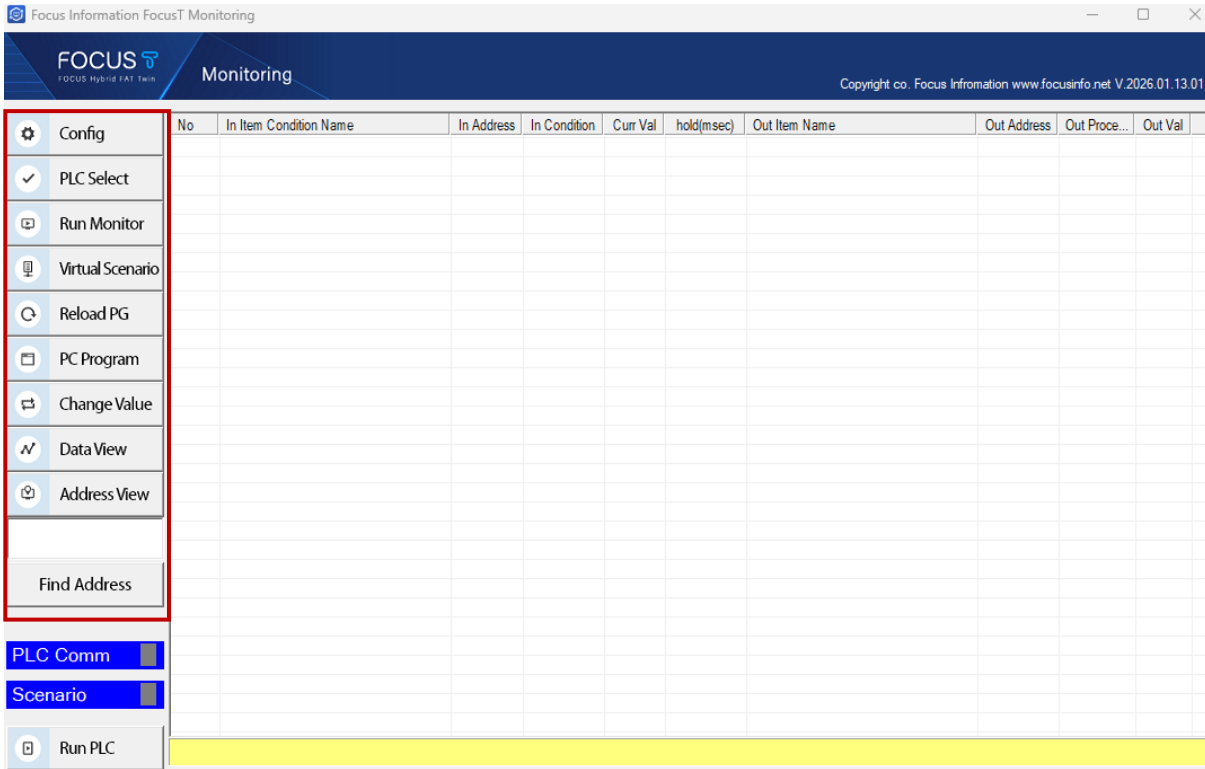 Focus Information FocusT Monitoring
FOCUS T
FOCUS Hybrid FAT Twin
Monitoring
Copyright co. Focus Infromation www.focusinfo.net V.2026.01.13.01
Config
PLC Select
Run Monitor
Virtual Scenario
Reload PG
PC Program
Change Value
Data View
Address View
Find Address
PLC Comm
Scenario
Run PLC
No In Item Condition Name In Address In Condition Curr Val hold(msec) Out Item Name Out Address Out Proce... Out Val